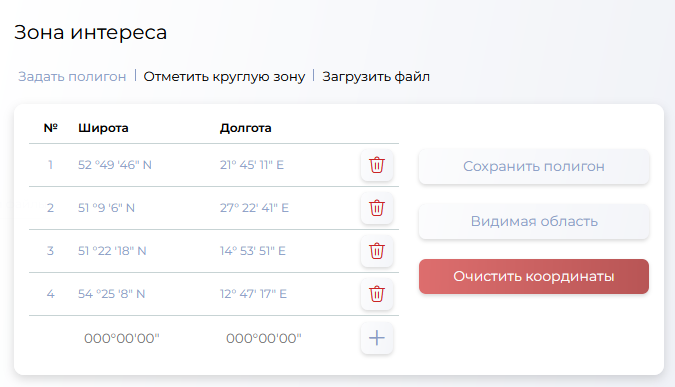 Зона интереса
Задать полигон | Отметить круглую зону | Загрузить файл
№ Широта Долгота
1 52 °49 '46" N 21° 45' 11" E
Сохранить полигон
2 51 °9 '6" N 27° 22' 41" E
Видимая область
3 51 °22 '18" N 14° 53' 51" E
Очистить координаты
4 54 °25 '8" N 12° 47' 17" E
000°00'00" 000°00'00"